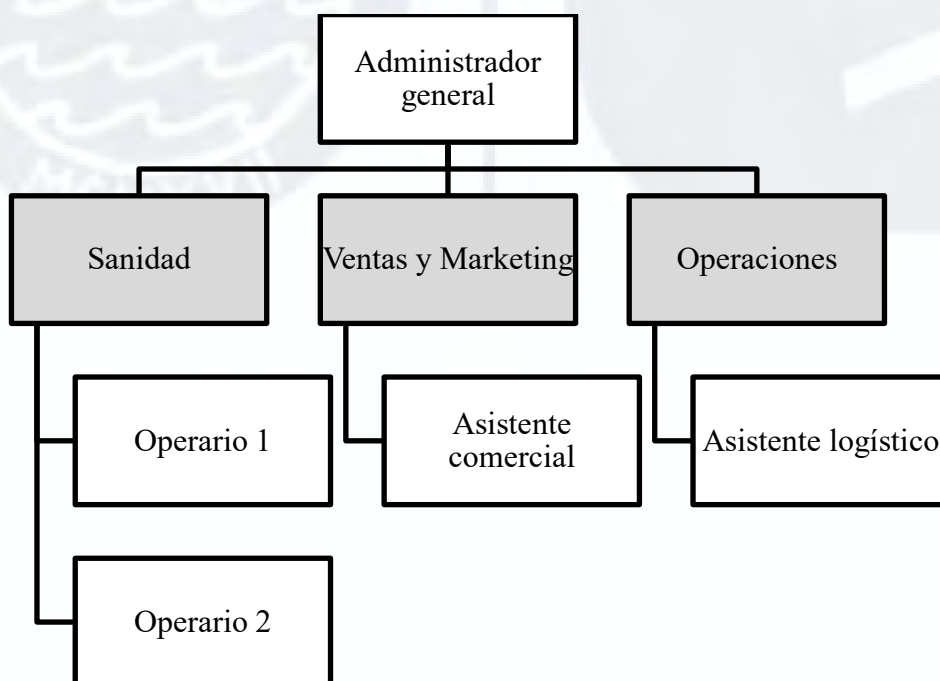 Administrador
general
Sanidad
Ventas y Marketing
Operaciones
Operario 1
Asistente
comercial
Asistente logístico
Operario 2